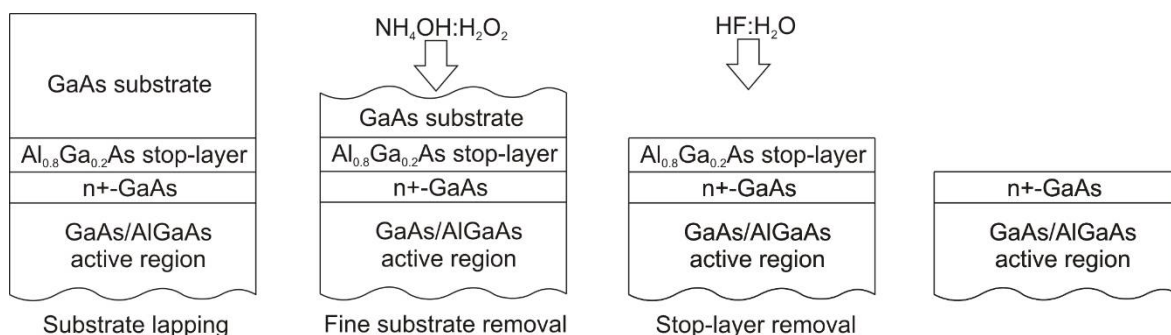 GaAs substrate
Al₀.₈Ga₀.₂As stop-layer
n+-GaAs
GaAs/AlGaAs
active region
Substrate lapping
NH₄OH:H₂O₂
GaAs substrate
Al₀.₈Ga₀.₂As stop-layer
n+-GaAs
GaAs/AlGaAs
active region
Fine substrate removal
HF:H₂O
Al₀.₈Ga₀.₂As stop-layer
n+-GaAs
GaAs/AlGaAs
active region
Stop-layer removal
n+-GaAs
GaAs/AlGaAs
active region